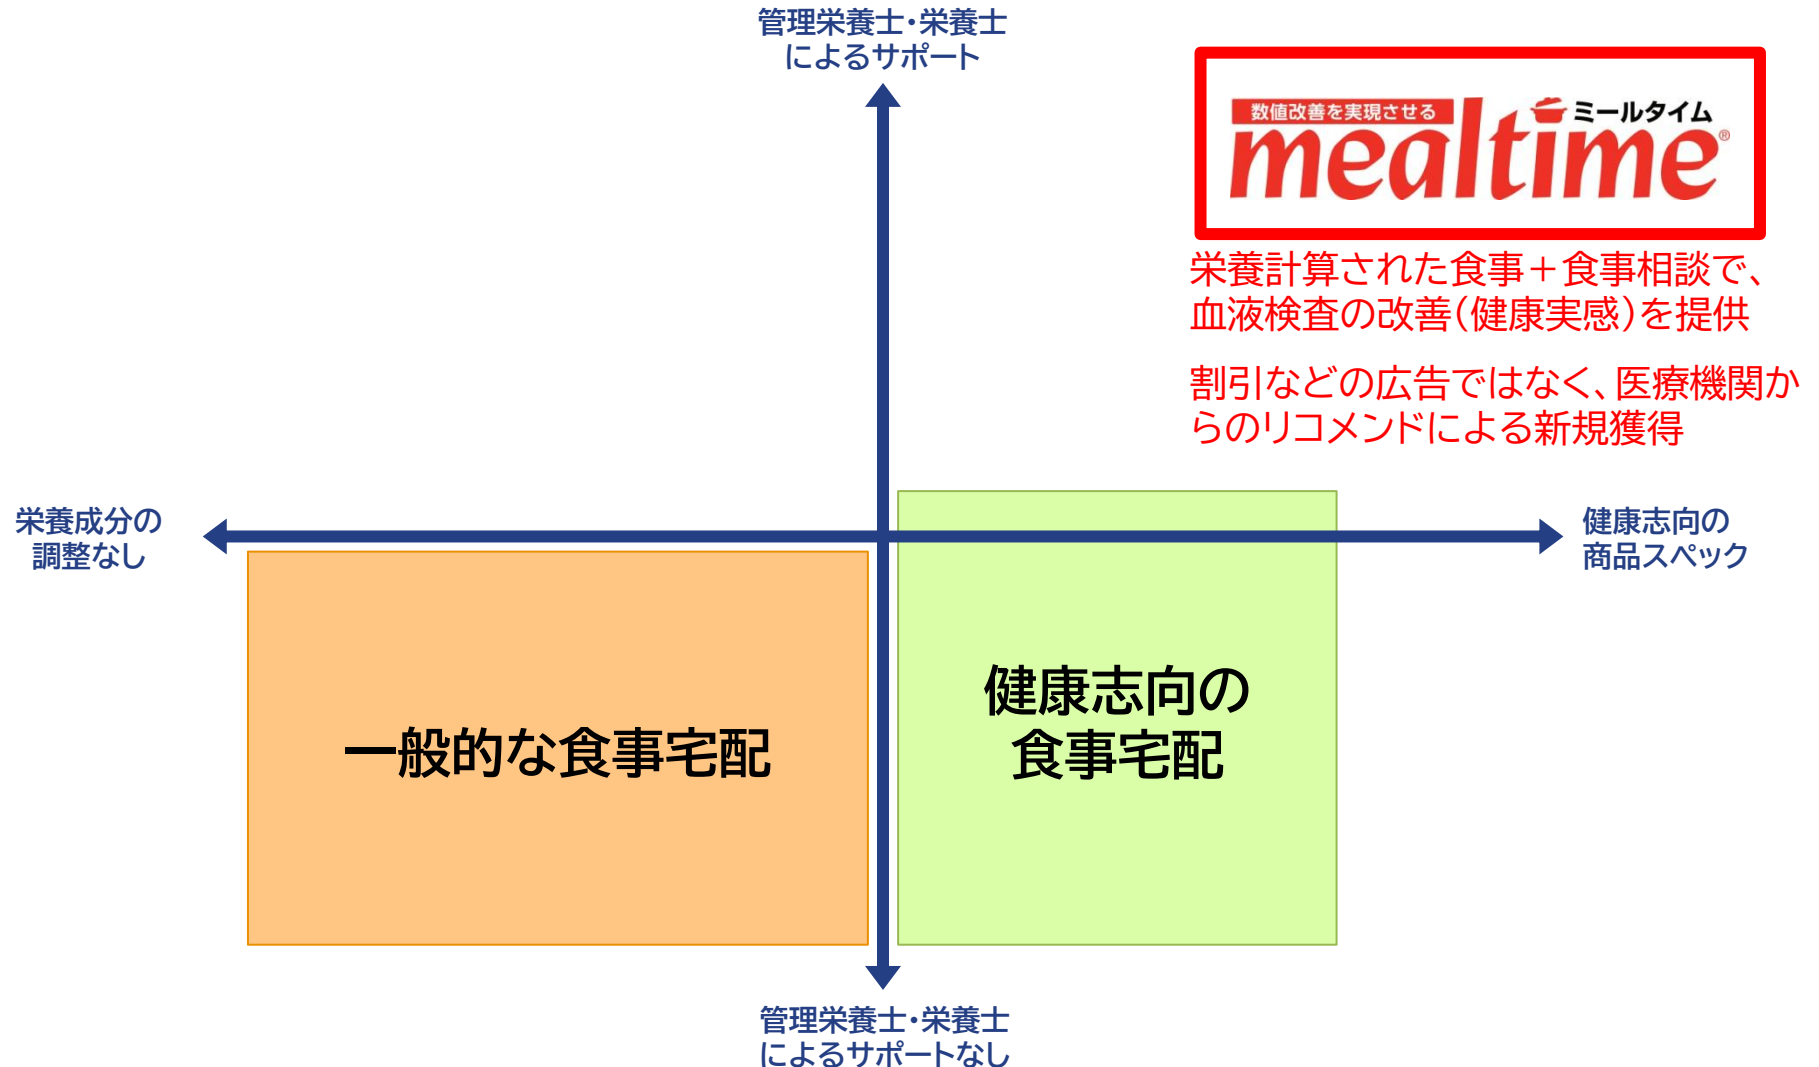 管理栄養士・栄養士
によるサポート
数値改善を実現させる
ミールタイム
mealtime®
栄養計算された食事＋食事相談で、
血液検査の改善（健康実感）を提供
割引などの広告ではなく、医療機関か
らのリコメンドによる新規獲得
栄養成分の
調整なし
健康志向の
商品スペック
健康志向の
食事宅配
一般的な食事宅配
管理栄養士・栄養士
によるサポートなし